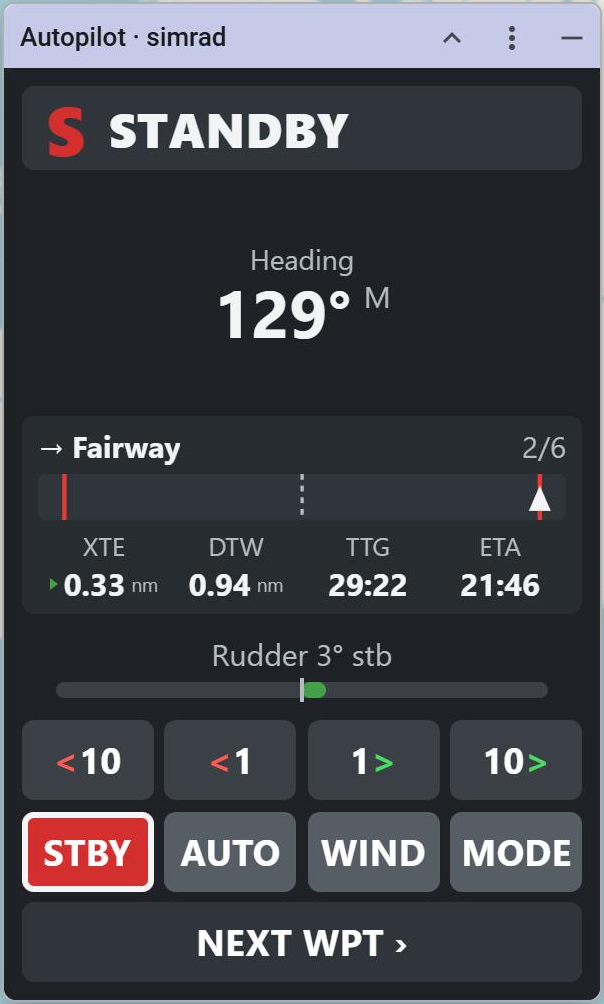 Autopilot · simrad
S STANDBY
Heading
129° M
→ Fairway 2/6
XTE DTW TTG ETA
0.33 nm 0.94 nm 29:22 21:46
Rudder 3° stb
<10 <1 1> 10>
STBY AUTO WIND MODE
NEXT WPT ›